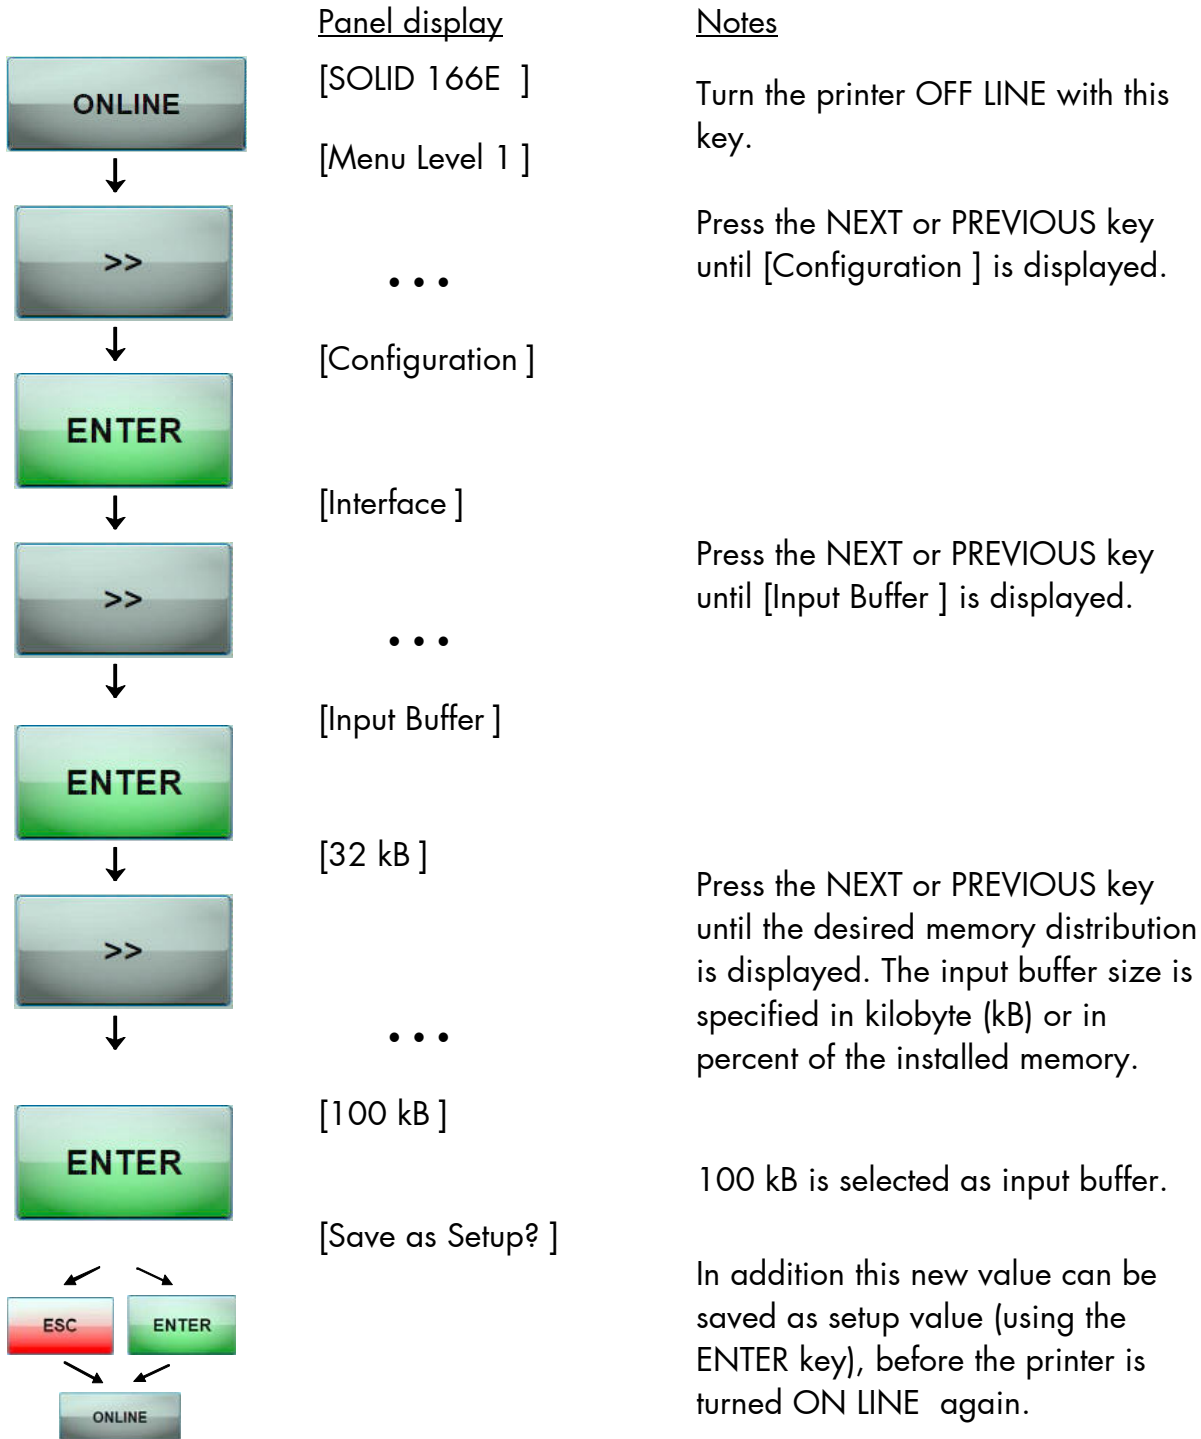 Panel display Notes
ONLINE
[SOLID 166E ]
Turn the printer OFF LINE with this
key.
[Menu Level 1 ]
>>
Press the NEXT or PREVIOUS key
until [Configuration ] is displayed.
• • •
[Configuration ]
ENTER
[Interface ]
>>
Press the NEXT or PREVIOUS key
until [Input Buffer ] is displayed.
• • •
[Input Buffer ]
ENTER
[32 kB ]
>>
Press the NEXT or PREVIOUS key
until the desired memory distribution
is displayed. The input buffer size is
specified in kilobyte (kB) or in
percent of the installed memory.
• • •
[100 kB ]
ENTER
100 kB is selected as input buffer.
[Save as Setup? ]
ESC ENTER
In addition this new value can be
saved as setup value (using the
ENTER key), before the printer is
turned ON LINE again.
ONLINE